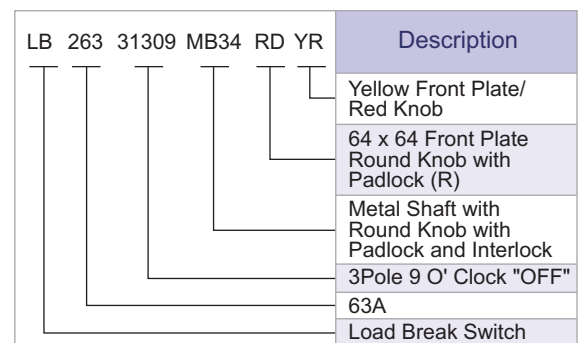 LB 263 31309 MB34 RD YR
Description
Yellow Front Plate/
Red Knob
64 x 64 Front Plate
Round Knob with
Padlock (R)
Metal Shaft with
Round Knob with
Padlock and Interlock
3Pole 9 O' Clock "OFF"
63A
Load Break Switch